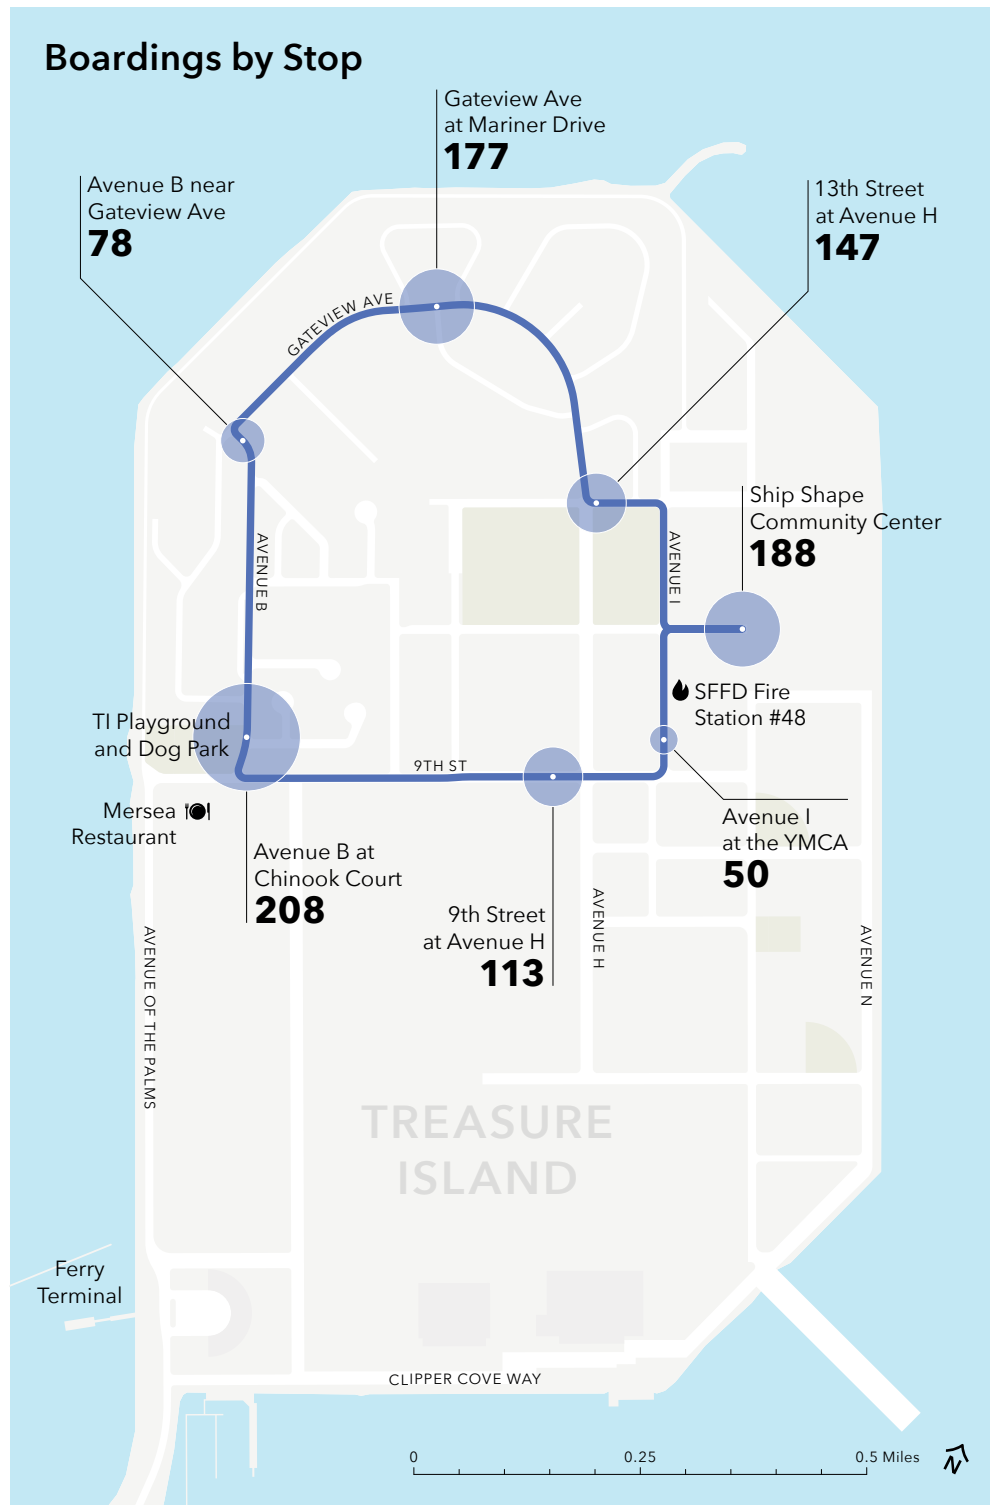 Boardings by Stop
Gateview Ave
at Mariner Drive
177
Avenue B near
Gateview Ave
78
13th Street
at Avenue H
147
GATEVIEW AVE
Ship Shape
Community Center
188
AVENUE B
AVENUE I
SFFD Fire
Station #48
TI Playground
and Dog Park
9TH ST
Mersea
Restaurant
Avenue I
at the YMCA
50
Avenue B at
Chinook Court
208
9th Street
at Avenue H
113
AVENUE H
AVENUE N
AVENUE OF THE PALMS
TREASURE
ISLAND
Ferry
Terminal
CLIPPER COVE WAY
0 0.25 0.5 Miles
N